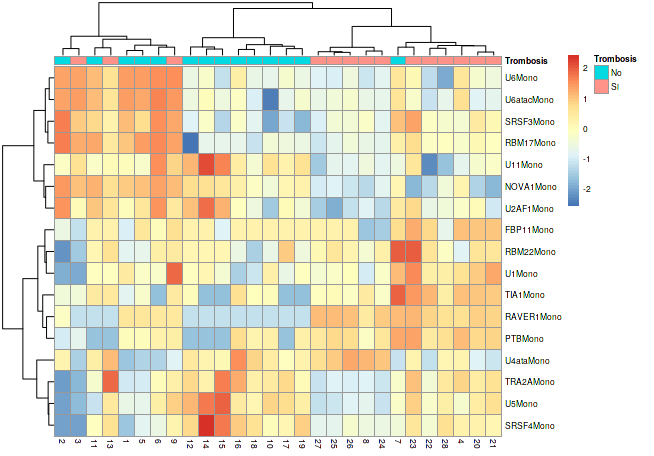 Trombosis
Trombosis
No
SI
2
1
0
-1
-2
U6Mono
U6atacMono
SRSF3Mono
RBM17Mono
U11Mono
NOVA1Mono
U2AF1Mono
FBP11Mono
RBM22Mono
U1Mono
TIA1Mono
RAVER1Mono
PTBMono
U4ataMono
TRA2AMono
U5Mono
SRSF4Mono
2 3 11 13 1 5 6 9 12 14 15 16 18 10 17 19 27 25 26 8 24 7 23 22 28 4 20 21